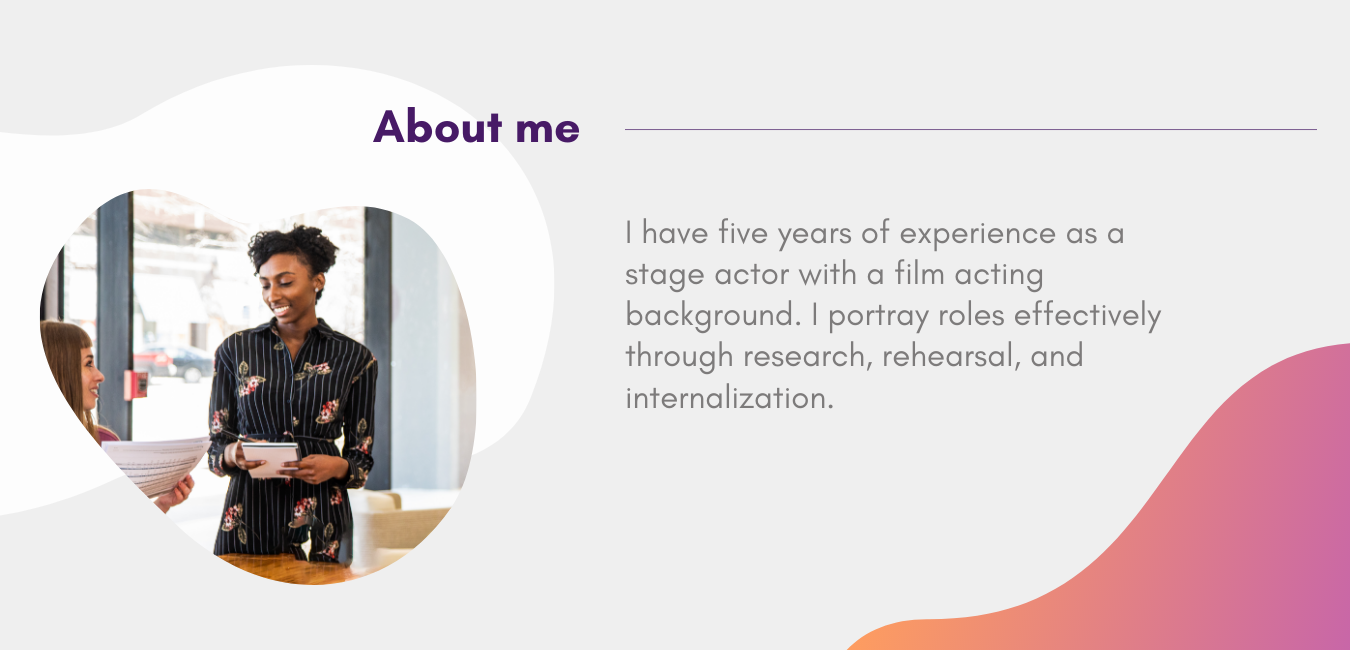 About me
I have five years of experience as a
stage actor with a film acting
background. I portray roles effectively
through research, rehearsal, and
internalization.